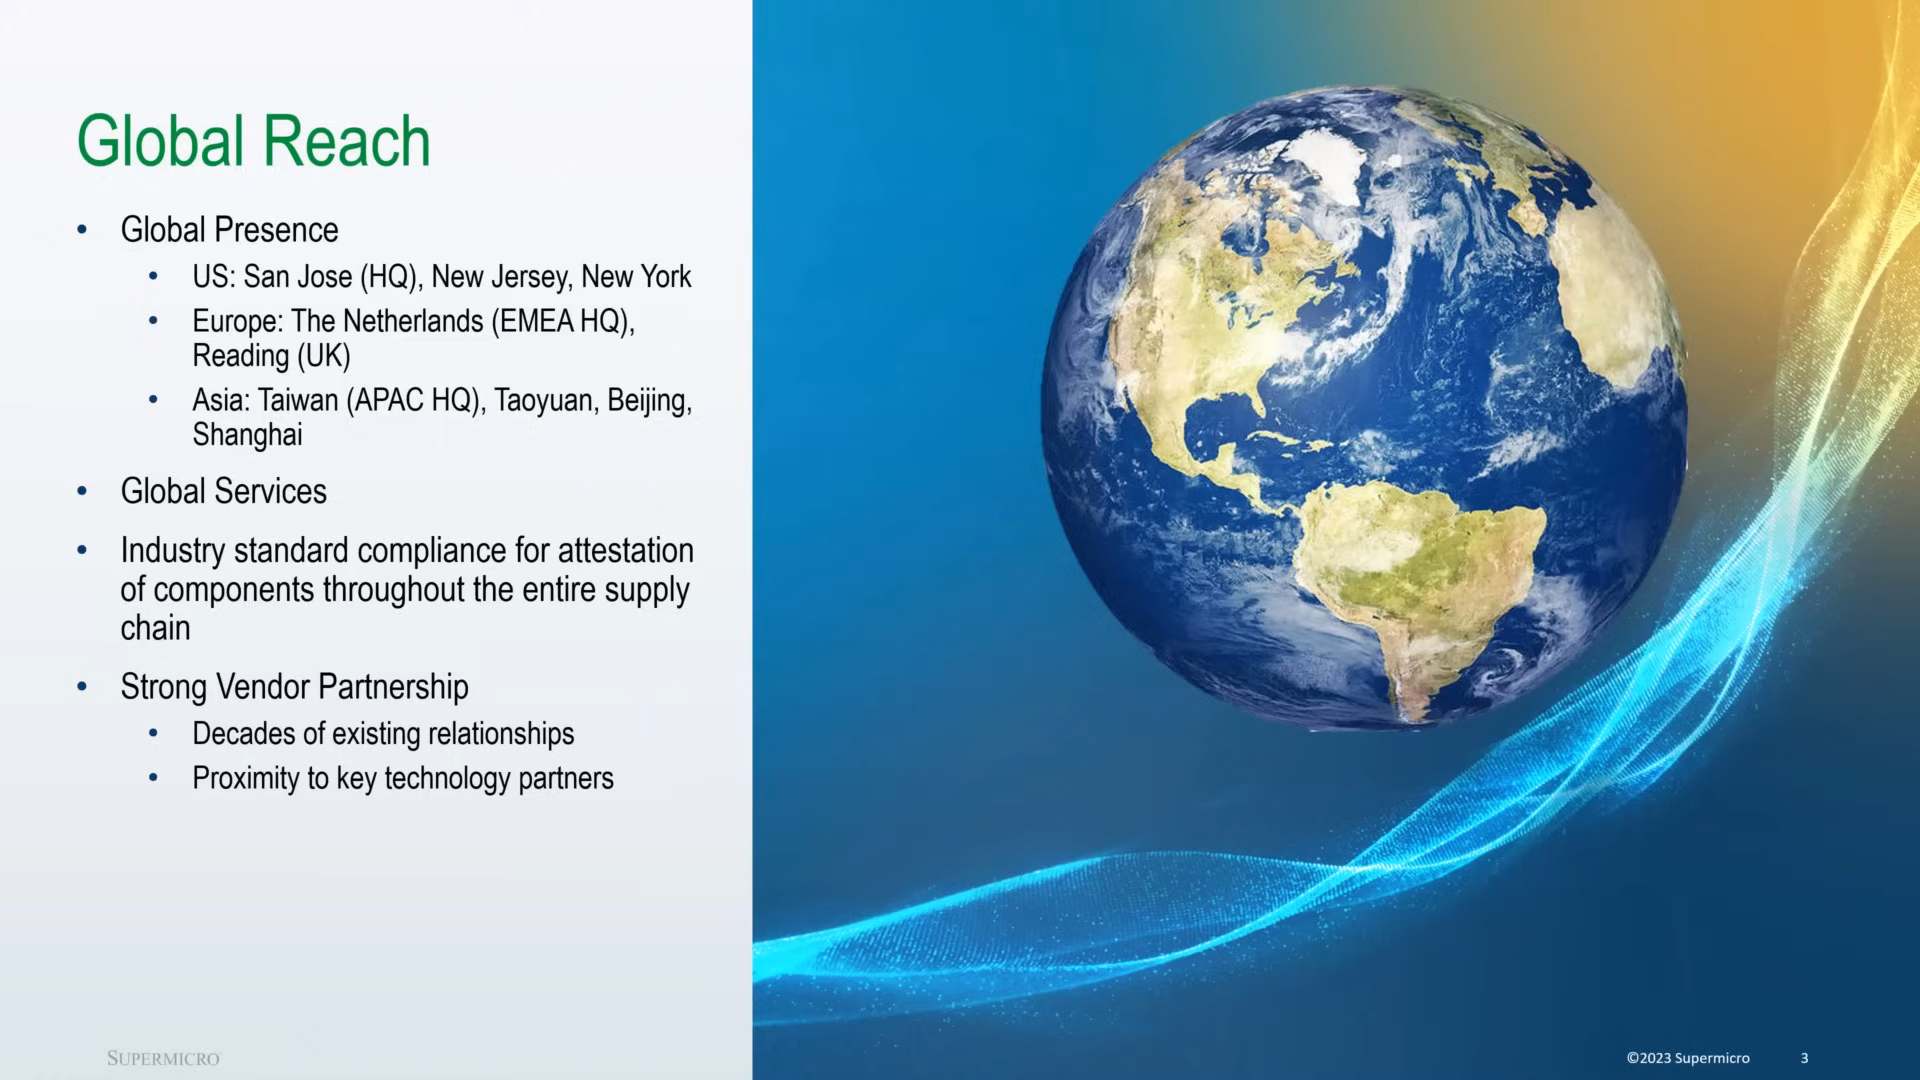 Global Reach
• Global Presence
• US: San Jose (HQ), New Jersey, New York
• Europe: The Netherlands (EMEA HQ),
Reading (UK)
• Asia: Taiwan (APAC HQ), Taoyuan, Beijing,
Shanghai
• Global Services
• Industry standard compliance for attestation
of components throughout the entire supply
chain
• Strong Vendor Partnership
• Decades of existing relationships
• Proximity to key technology partners
SUPERMICRO
©2023 Supermicro 3